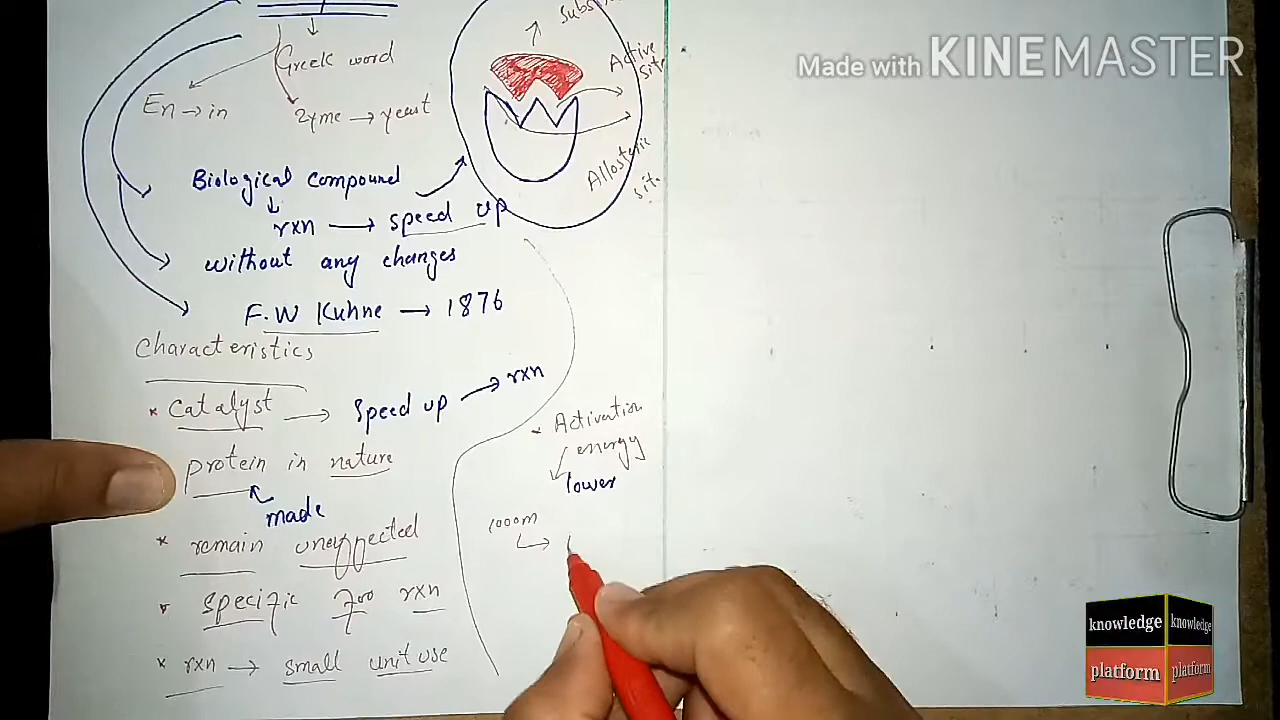 Greek word
En → in
Zyme → yeast
Biological compound
rxn → speed up
without any changes
F.W Kuhne → 1876
Characteristics
* Catalyst → Speed up → rxn
protein in nature
made
* remain unaffected
* Specific for rxn
* rxn → small unit use
Active
site
Allosteric
site
* Activation
energy
lower
1000m
Made with KINEMASTER
knowledge
platform
knowledge
platform